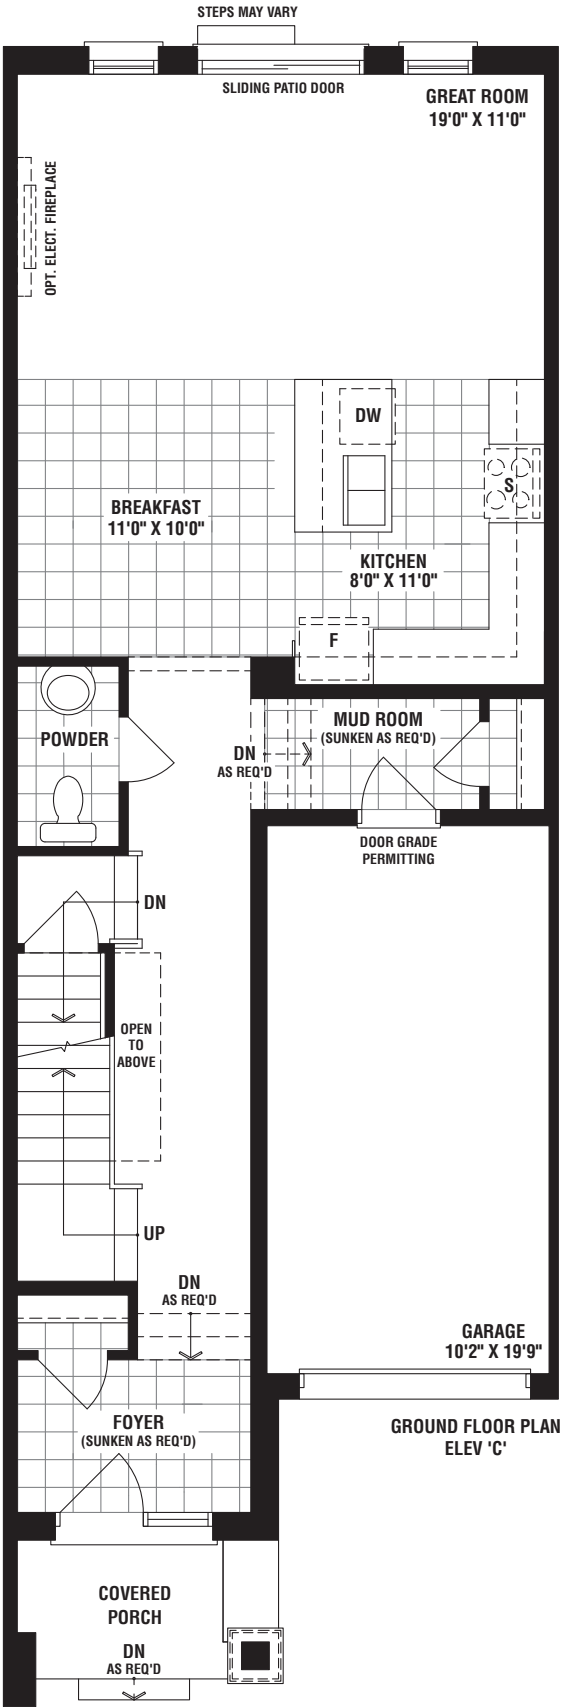 STEPS MAY VARY
SLIDING PATIO DOOR
GREAT ROOM
19'0" X 11'0"
OPT. ELECT. FIREPLACE
DW
S
BREAKFAST
11'0" X 10'0"
KITCHEN
8'0" X 11'0"
F
POWDER
MUD ROOM
(SUNKEN AS REQ'D)
DN
AS REQ'D
DOOR GRADE
PERMITTING
DN
OPEN
TO
ABOVE
UP
DN
AS REQ'D
GARAGE
10'2" X 19'9"
FOYER
(SUNKEN AS REQ'D)
GROUND FLOOR PLAN
ELEV 'C'
COVERED
PORCH
DN
AS REQ'D